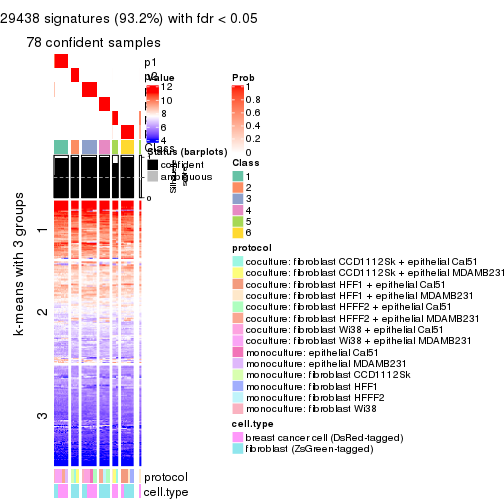 29438 signatures (93.2%) with fdr < 0.05
78 confident samples
p1
Value
12
10
8
6
4
Prob
1
0.8
0.6
0.4
0.2
0
Status (barplots)
confident
ambiguous
0
Class
1
2
3
4
5
6
k-means with 3 groups
1
2
3
protocol
coculture: fibroblast CCD1112Sk + epithelial Cal51
coculture: fibroblast CCD1112Sk + epithelial MDAMB231
coculture: fibroblast HFF1 + epithelial Cal51
coculture: fibroblast HFF1 + epithelial MDAMB231
coculture: fibroblast HFFF2 + epithelial Cal51
coculture: fibroblast HFFF2 + epithelial MDAMB231
coculture: fibroblast Wi38 + epithelial Cal51
coculture: fibroblast Wi38 + epithelial MDAMB231
monoculture: epithelial Cal51
monoculture: epithelial MDAMB231
monoculture: fibroblast CCD1112Sk
monoculture: fibroblast HFF1
monoculture: fibroblast HFFF2
monoculture: fibroblast Wi38
cell.type
breast cancer cell (DsRed-tagged)
fibroblast (ZsGreen-tagged)
protocol
cell.type